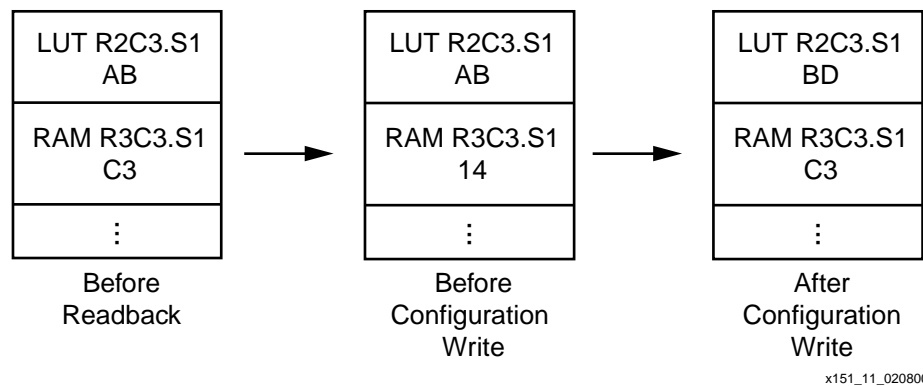 LUT R2C3.S1
AB
RAM R3C3.S1
C3
⋮
Before
Readback
LUT R2C3.S1
AB
RAM R3C3.S1
14
⋮
Before
Configuration
Write
LUT R2C3.S1
BD
RAM R3C3.S1
C3
⋮
After
Configuration
Write
x151_11_020800